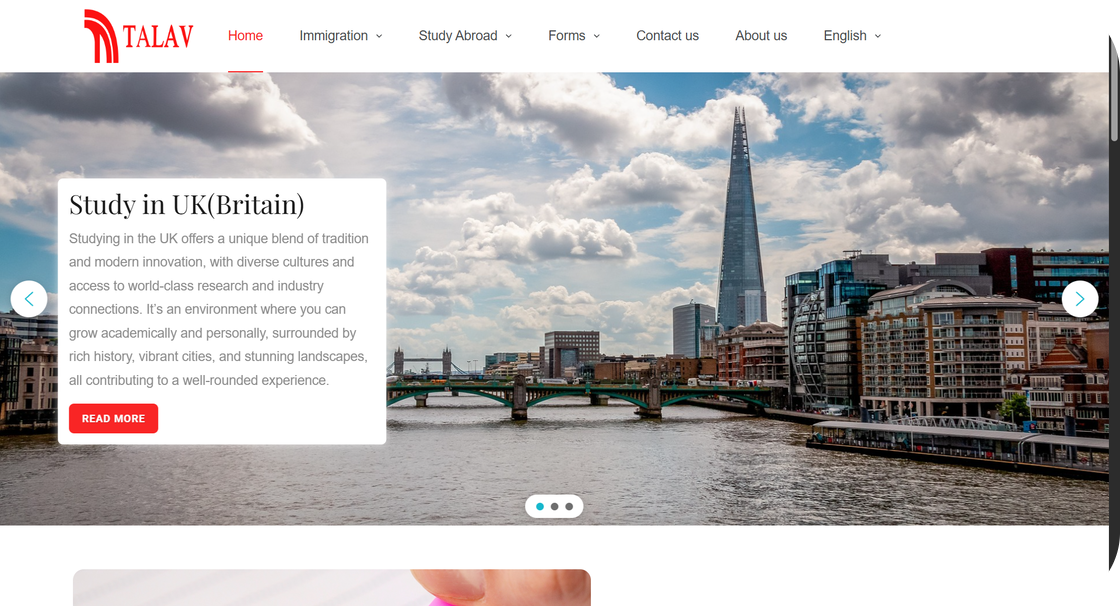 TALAV
Home
Immigration
Study Abroad
Forms
Contact us
About us
English
Study in UK(Britain)
Studying in the UK offers a unique blend of tradition
and modern innovation, with diverse cultures and
access to world-class research and industry
connections. It’s an environment where you can
grow academically and personally, surrounded by
rich history, vibrant cities, and stunning landscapes,
all contributing to a well-rounded experience.
READ MORE